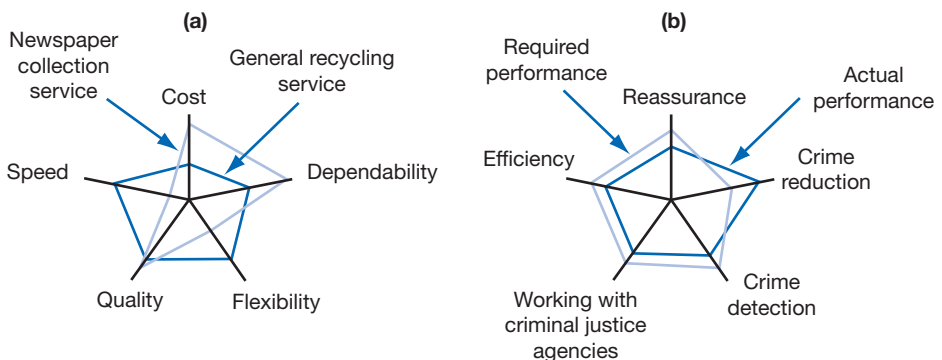 (a)
Newspaper
collection
service
General recycling
service
Cost
Speed
Dependability
Quality
Flexibility
(b)
Required
performance
Actual
performance
Reassurance
Efficiency
Crime
reduction
Working with
criminal justice
agencies
Crime
detection